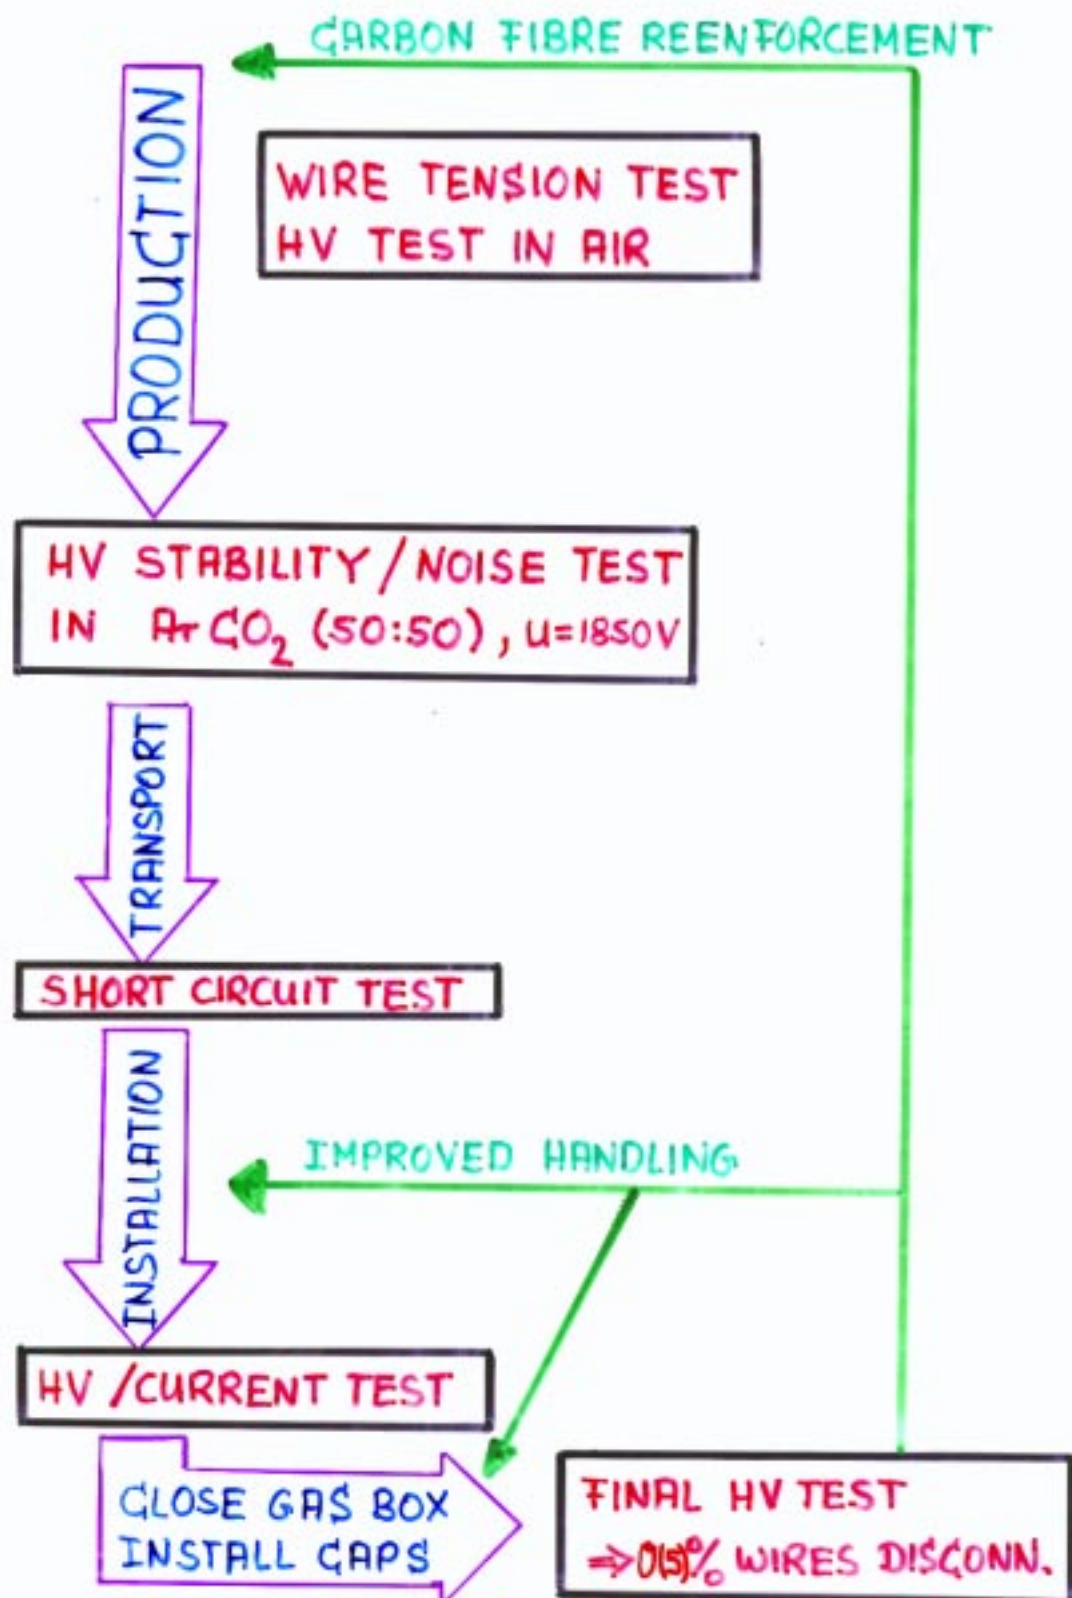 CARBON FIBRE REENFORCEMENT
PRODUCTION
WIRE TENSION TEST
HV TEST IN AIR
HV STABILITY/NOISE TEST
IN ArCO₂ (50:50), U=1850V
TRANSPORT
SHORT CIRCUIT TEST
INSTALLATION
IMPROVED HANDLING
HV/CURRENT TEST
CLOSE GAS BOX
INSTALL CAPS
FINAL HV TEST
⇒O(5)% WIRES DISCONN.